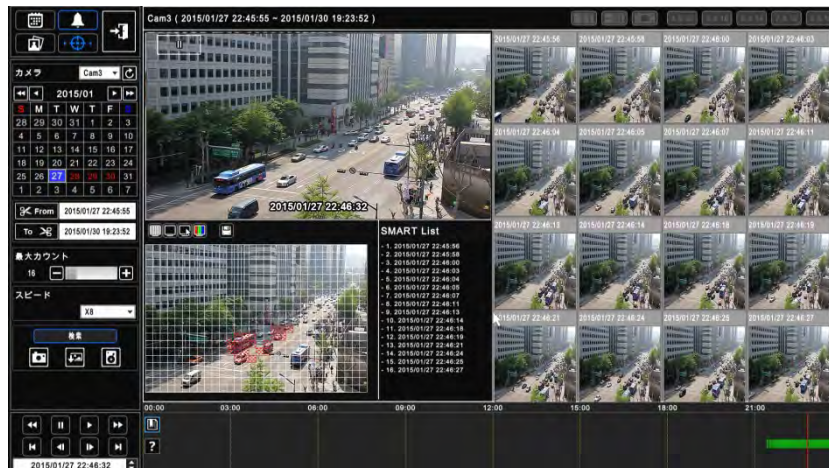 Cam3 ( 2015/01/27 22:45:55 ~ 2015/01/30 19:23:52 )
カメラ
Cam3
2015/01
S M T W T F S
28 29 30 31 1 2 3
4 5 6 7 8 9 10
11 12 13 14 15 16 17
18 19 20 21 22 23 24
25 26 27 28 29 30 31
1 2 3 4 5 6 7
From 2015/01/27 22:45:55
To 2015/01/30 19:23:52
最大カウント
16
スピード
X8
検索
2015/01/27 22:46:32
2015/01/27 22:46:32
SMART List
- 1. 2015/01/27 22:45:56
- 2. 2015/01/27 22:45:58
- 3. 2015/01/27 22:46:00
- 4. 2015/01/27 22:46:03
- 5. 2015/01/27 22:46:04
- 6. 2015/01/27 22:46:05
- 7. 2015/01/27 22:46:07
- 8. 2015/01/27 22:46:11
- 9. 2015/01/27 22:46:13
- 10. 2015/01/27 22:46:14
- 11. 2015/01/27 22:46:18
- 12. 2015/01/27 22:46:19
- 13. 2015/01/27 22:46:21
- 14. 2015/01/27 22:46:24
- 15. 2015/01/27 22:46:25
- 16. 2015/01/27 22:46:27
2015/01/27 22:45:56 2015/01/27 22:45:58 2015/01/27 22:46:00 2015/01/27 22:46:03
2015/01/27 22:46:04 2015/01/27 22:46:05 2015/01/27 22:46:07 2015/01/27 22:46:11
2015/01/27 22:46:13 2015/01/27 22:46:14 2015/01/27 22:46:18 2015/01/27 22:46:19
2015/01/27 22:46:21 2015/01/27 22:46:24 2015/01/27 22:46:25 2015/01/27 22:46:27
00:00 03:00 06:00 09:00 12:00 15:00 18:00 21:00
?